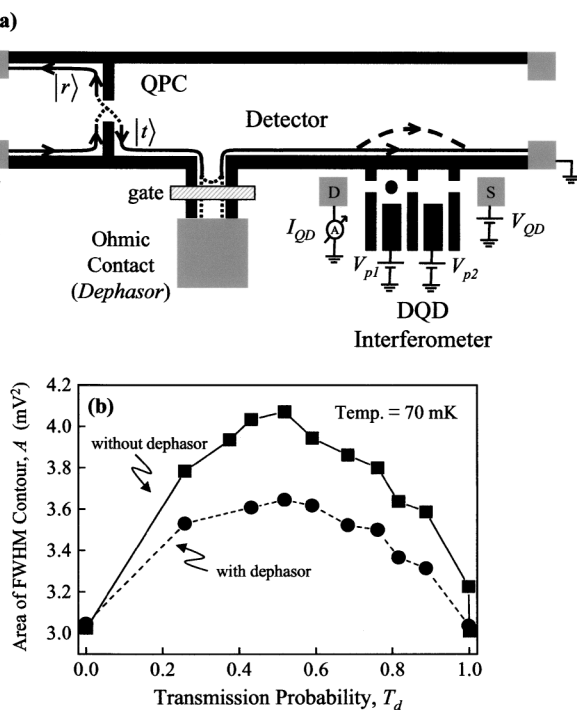 a)
|r⟩
QPC
|t⟩
Detector
gate
D
S
I_QD
A
V_QD
Ohmic
Contact
(Dephasor)
V_p1
V_p2
DQD
Interferometer
(b)
Temp. = 70 mK
without dephasor
with dephasor
Area of FWHM Contour, A (mV²)
4.2
4.0
3.8
3.6
3.4
3.2
3.0
0.0 0.2 0.4 0.6 0.8 1.0
Transmission Probability, T_d